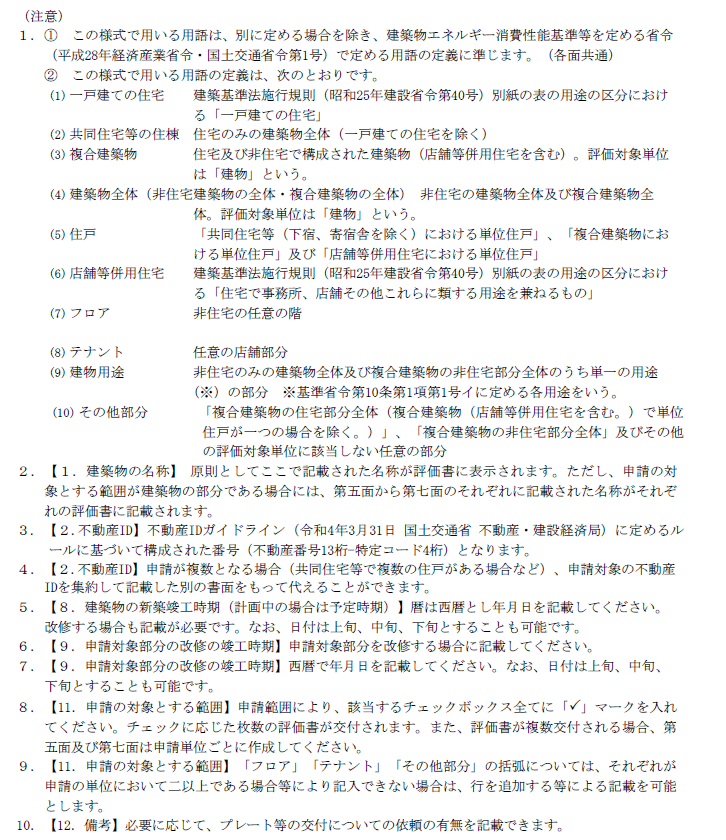 （注意）
１．①　この様式で用いる用語は、別に定める場合を除き、建築物エネルギー消費性能基準等を定める省令
（平成28年経済産業省令・国土交通省令第1号）で定める用語の定義に準じます。（各面共通）
②　この様式で用いる用語の定義は、次のとおりです。
(1) 一戸建ての住宅　建築基準法施行規則（昭和25年建設省令第40号）別紙の表の用途の区分におけ
る「一戸建ての住宅」
(2) 共同住宅等の住棟　住宅のみの建築物全体（一戸建ての住宅を除く）
(3) 複合建築物　住宅及び非住宅で構成された建築物（店舗等併用住宅を含む）。評価対象単位
は「建物」という。
(4) 建築物全体（非住宅建築物の全体・複合建築物の全体）　非住宅の建築物全体及び複合建築物全
体。評価対象単位は「建物」という。
(5) 住戸　「共同住宅等（下宿、寄宿舎を除く）における単位住戸」、「複合建築物にお
ける単位住戸」及び「店舗等併用住宅における単位住戸」
(6) 店舗等併用住宅　建築基準法施行規則（昭和25年建設省令第40号）別紙の表の用途の区分におけ
る「住宅で事務所、店舗その他これらに類する用途を兼ねるもの」
(7) フロア　非住宅の任意の階
(8) テナント　任意の店舗部分
(9) 建物用途　非住宅のみの建築物全体及び複合建築物の非住宅部分全体のうち単一の用途
(※) の部分　※基準省令第10条第1項第1号イに定める各用途をいう。
(10) その他部分　「複合建築物の住宅部分全体（複合建築物（店舗等併用住宅を含む。）で単位
住戸が一つの場合を除く。）」、「複合建築物の非住宅部分全体」及びその他
の評価対象単位に該当しない任意の部分
２．【１．建築物の名称】 原則としてここで記載された名称が評価書に表示されます。ただし、申請の対
象とする範囲が建築物の部分である場合には、第五面から第七面のそれぞれに記載された名称がそれぞ
れの評価書に記載されます。
３．【２.不動産ID】不動産IDガイドライン（令和4年3月31日 国土交通省 不動産・建設経済局）に定めるル
ールに基づいて構成された番号（不動産番号13桁-特定コード4桁）となります。
４．【２.不動産ID】申請が複数となる場合（共同住宅等で複数の住戸がある場合など）、申請対象の不動産
IDを集約して記載した別の書面をもって代えることができます。
５．【８．建築物の新築竣工時期（計画中の場合は予定時期）】暦は西暦とし年月日を記載してください。
改修する場合も記載が必要です。なお、日付は上旬、中旬、下旬とすることも可能です。
６．【９．申請対象部分の改修の竣工時期】申請対象部分を改修する場合に記載してください。
７．【９．申請対象部分の改修の竣工時期】西暦で年月日を記載してください。なお、日付は上旬、中旬、
下旬とすることも可能です。
８．【11．申請の対象とする範囲】申請範囲により、該当するチェックボックス全てに「✓」マークを入れ
てください。チェックに応じた枚数の評価書が交付されます。また、評価書が複数交付される場合、第
五面及び第七面は申請単位ごとに作成してください。
９．【11．申請の対象とする範囲】「フロア」「テナント」「その他部分」の括弧については、それぞれが
申請の単位において二以上である場合等により記入できない場合は、行を追加する等による記載を可能
とします。
10．【12．備考】必要に応じて、プレート等の交付についての依頼の有無を記載できます。